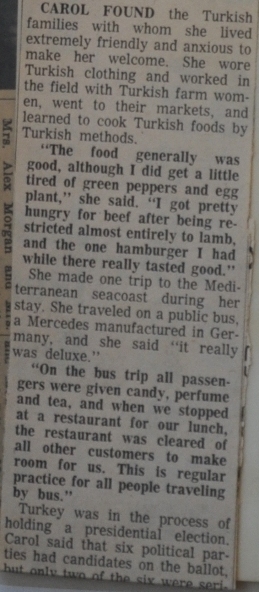 CAROL FOUND the Turkish
families with whom she lived
extremely friendly and anxious to
make her welcome. She wore
Turkish clothing and worked in
the field with Turkish farm wom-
en, went to their markets, and
learned to cook Turkish foods by
Turkish methods.
"The food generally was
good, although I did get a little
tired of green peppers and egg
plant," she said. "I got pretty
hungry for beef after being re-
stricted almost entirely to lamb,
and the one hamburger I had
while there really tasted good."
She made one trip to the Medi-
terranean seacoast during her
stay. She traveled on a public bus,
a Mercedes manufactured in Ger-
many, and she said "it really
was deluxe."
"On the bus trip all passen-
gers were given candy, perfume
and tea, and when we stopped
at a restaurant for our lunch,
the restaurant was cleared of
all other customers to make
room for us. This is regular
practice for all people traveling
by bus."
Turkey was in the process of
holding a presidential election.
Carol said that six political par-
ties had candidates on the ballot,
but only two of the six were seri-
Mrs. Alex Morgan and